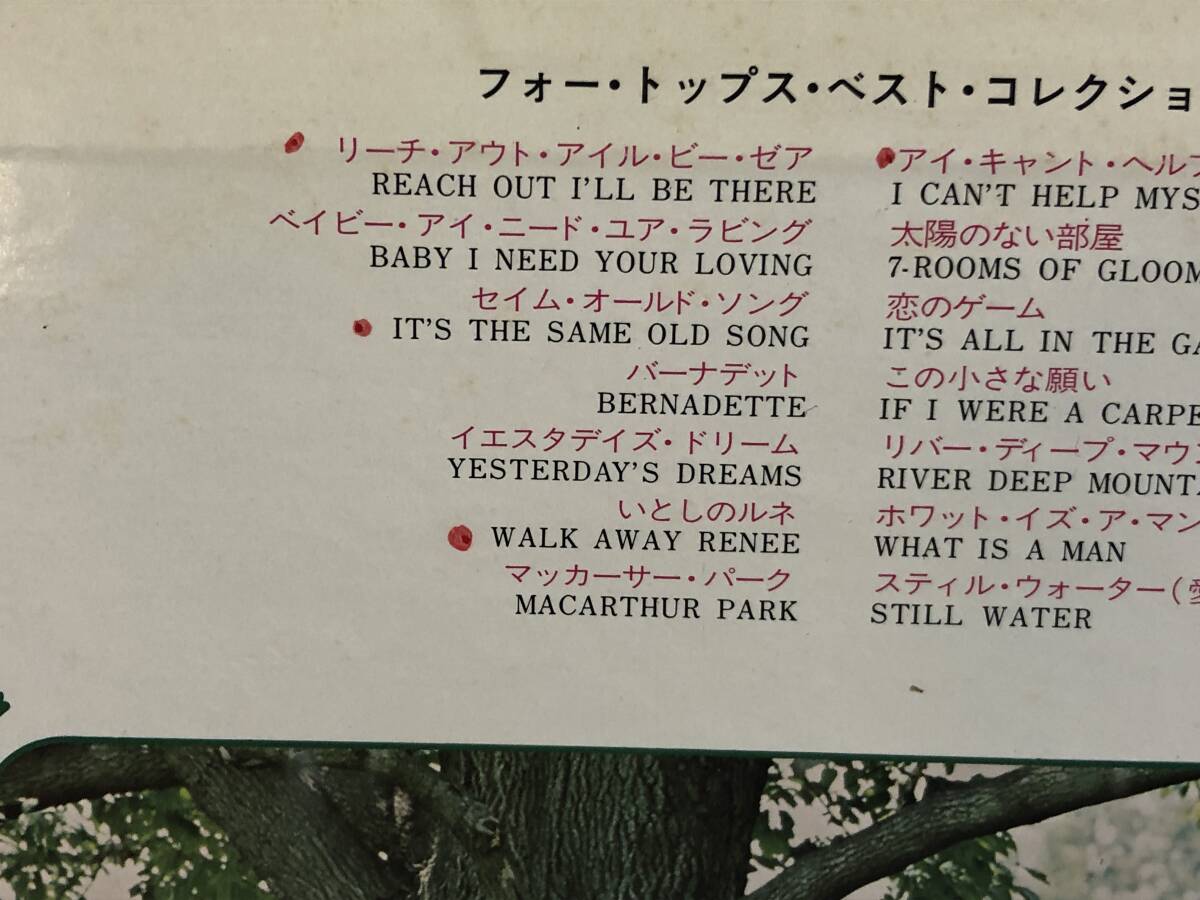 フォー・トップス・ベスト・コレクショ
リーチ・アウト・アイル・ビー・ゼア
REACH OUT I'LL BE THERE
ベイビー・アイ・ニード・ユア・ラビング
BABY I NEED YOUR LOVING
セイム・オールド・ソング
IT'S THE SAME OLD SONG
バーナデット
BERNADETTE
イエスタデイズ・ドリーム
YESTERDAY'S DREAMS
いとしのルネ
WALK AWAY RENEE
マッカーサー・パーク
MACARTHUR PARK
アイ・キャント・ヘルプ
I CAN'T HELP MYS
太陽のない部屋
7-ROOMS OF GLOOM
恋のゲーム
IT'S ALL IN THE GA
この小さな願い
IF I WERE A CARPE
リバー・ディープ・マウン
RIVER DEEP MOUNTA
ホワット・イズ・ア・マン
WHAT IS A MAN
スティル・ウォーター(愛
STILL WATER